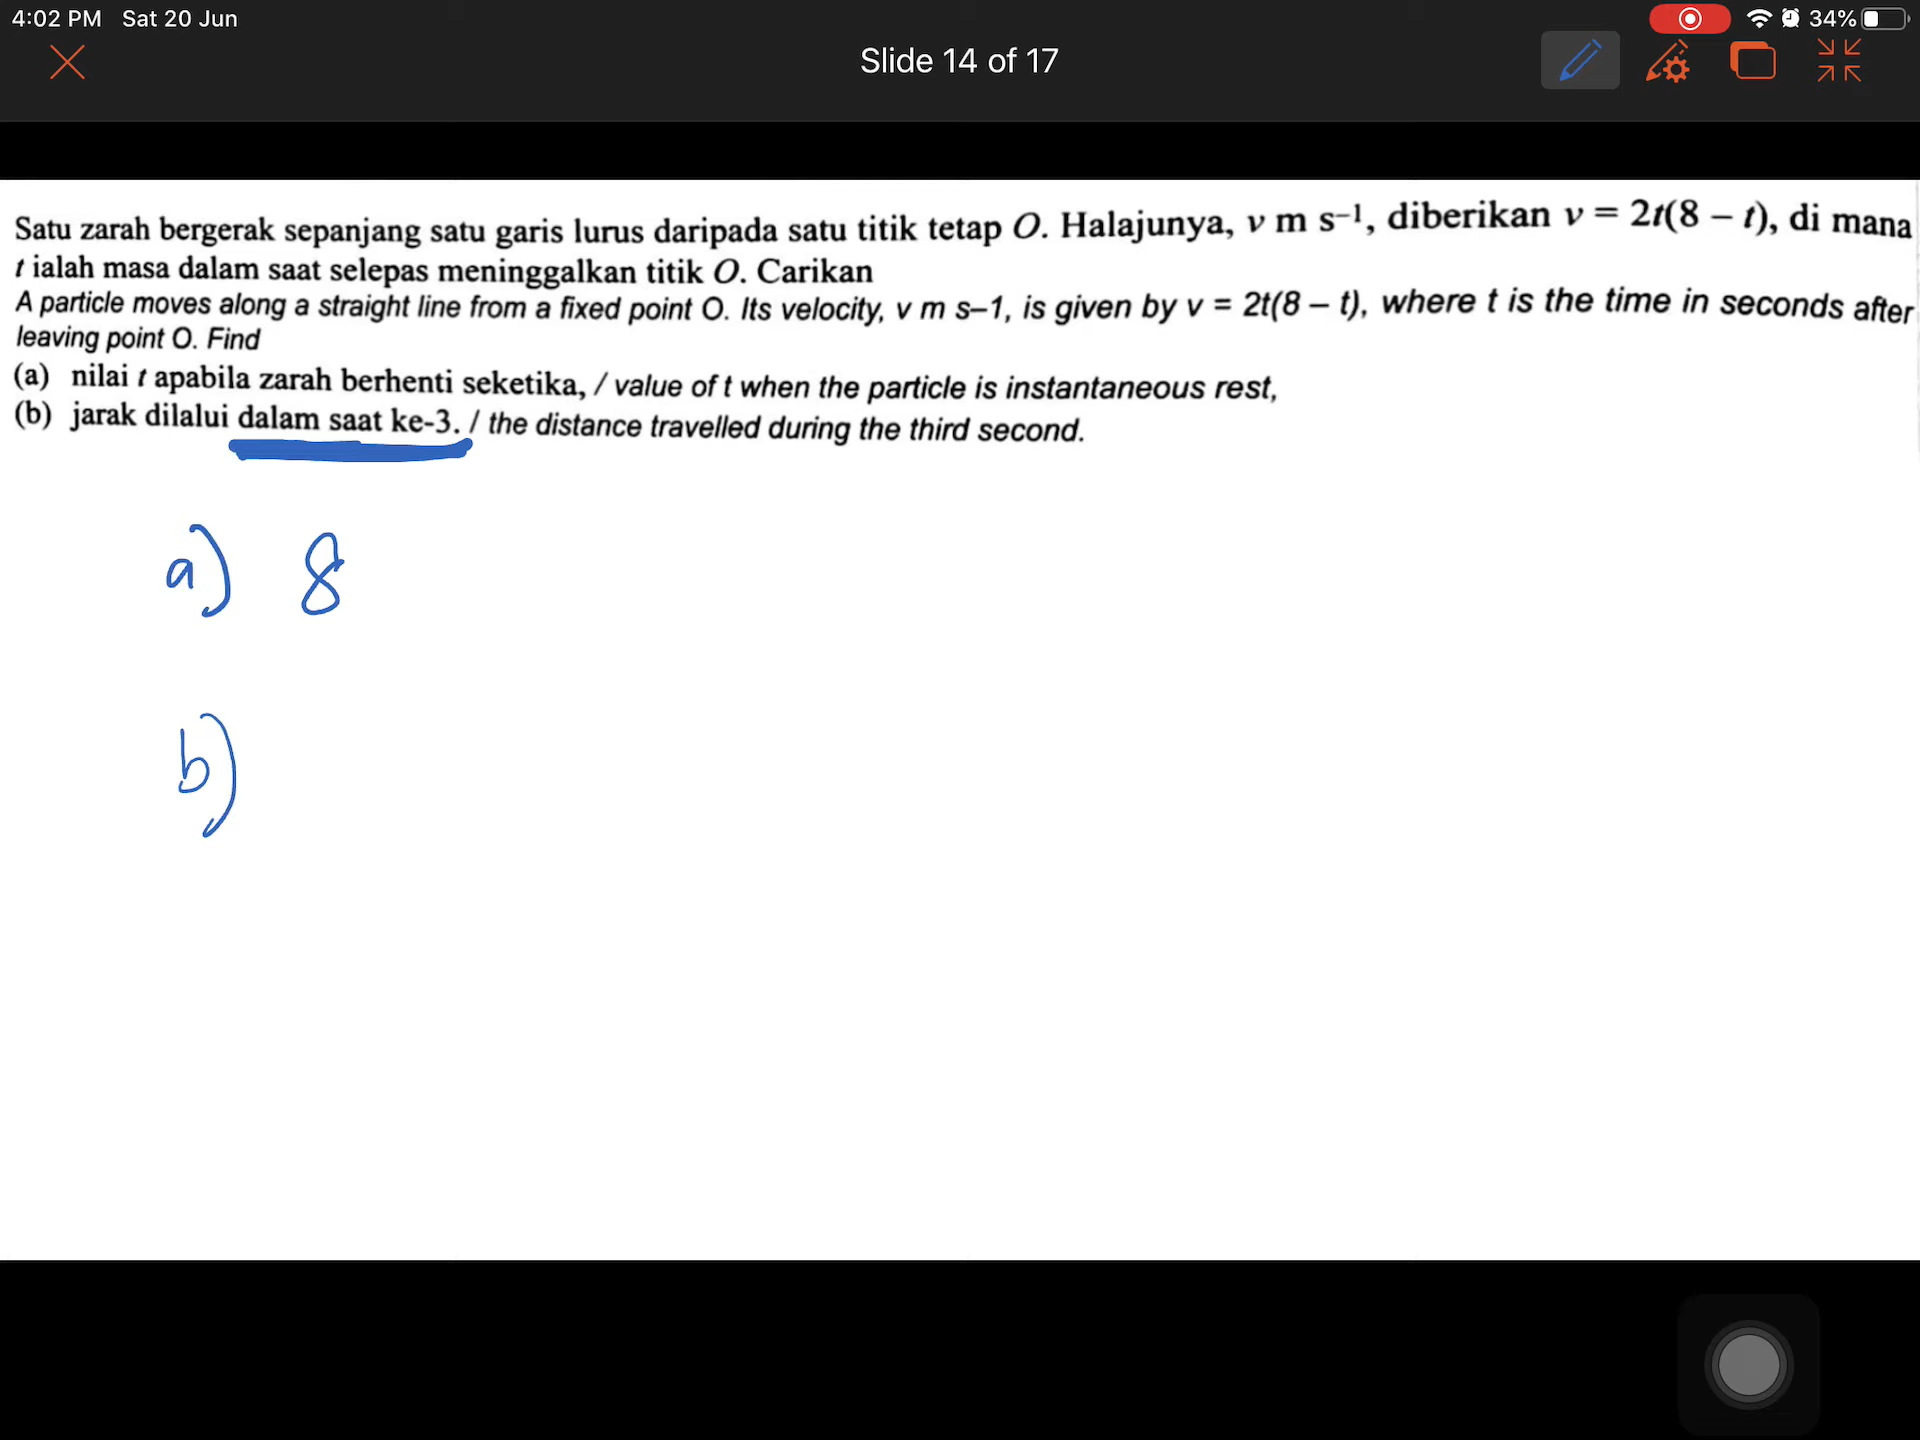 4:02 PM Sat 20 Jun
34%
Slide 14 of 17
Satu zarah bergerak sepanjang satu garis lurus daripada satu titik tetap O. Halajunya, v m s⁻¹, diberikan v = 2t(8 – t), di mana
t ialah masa dalam saat selepas meninggalkan titik O. Carikan
A particle moves along a straight line from a fixed point O. Its velocity, v m s–1, is given by v = 2t(8 – t), where t is the time in seconds after
leaving point O. Find
(a) nilai t apabila zarah berhenti seketika, / value of t when the particle is instantaneous rest,
(b) jarak dilalui dalam saat ke-3. / the distance travelled during the third second.
a) 8
b)